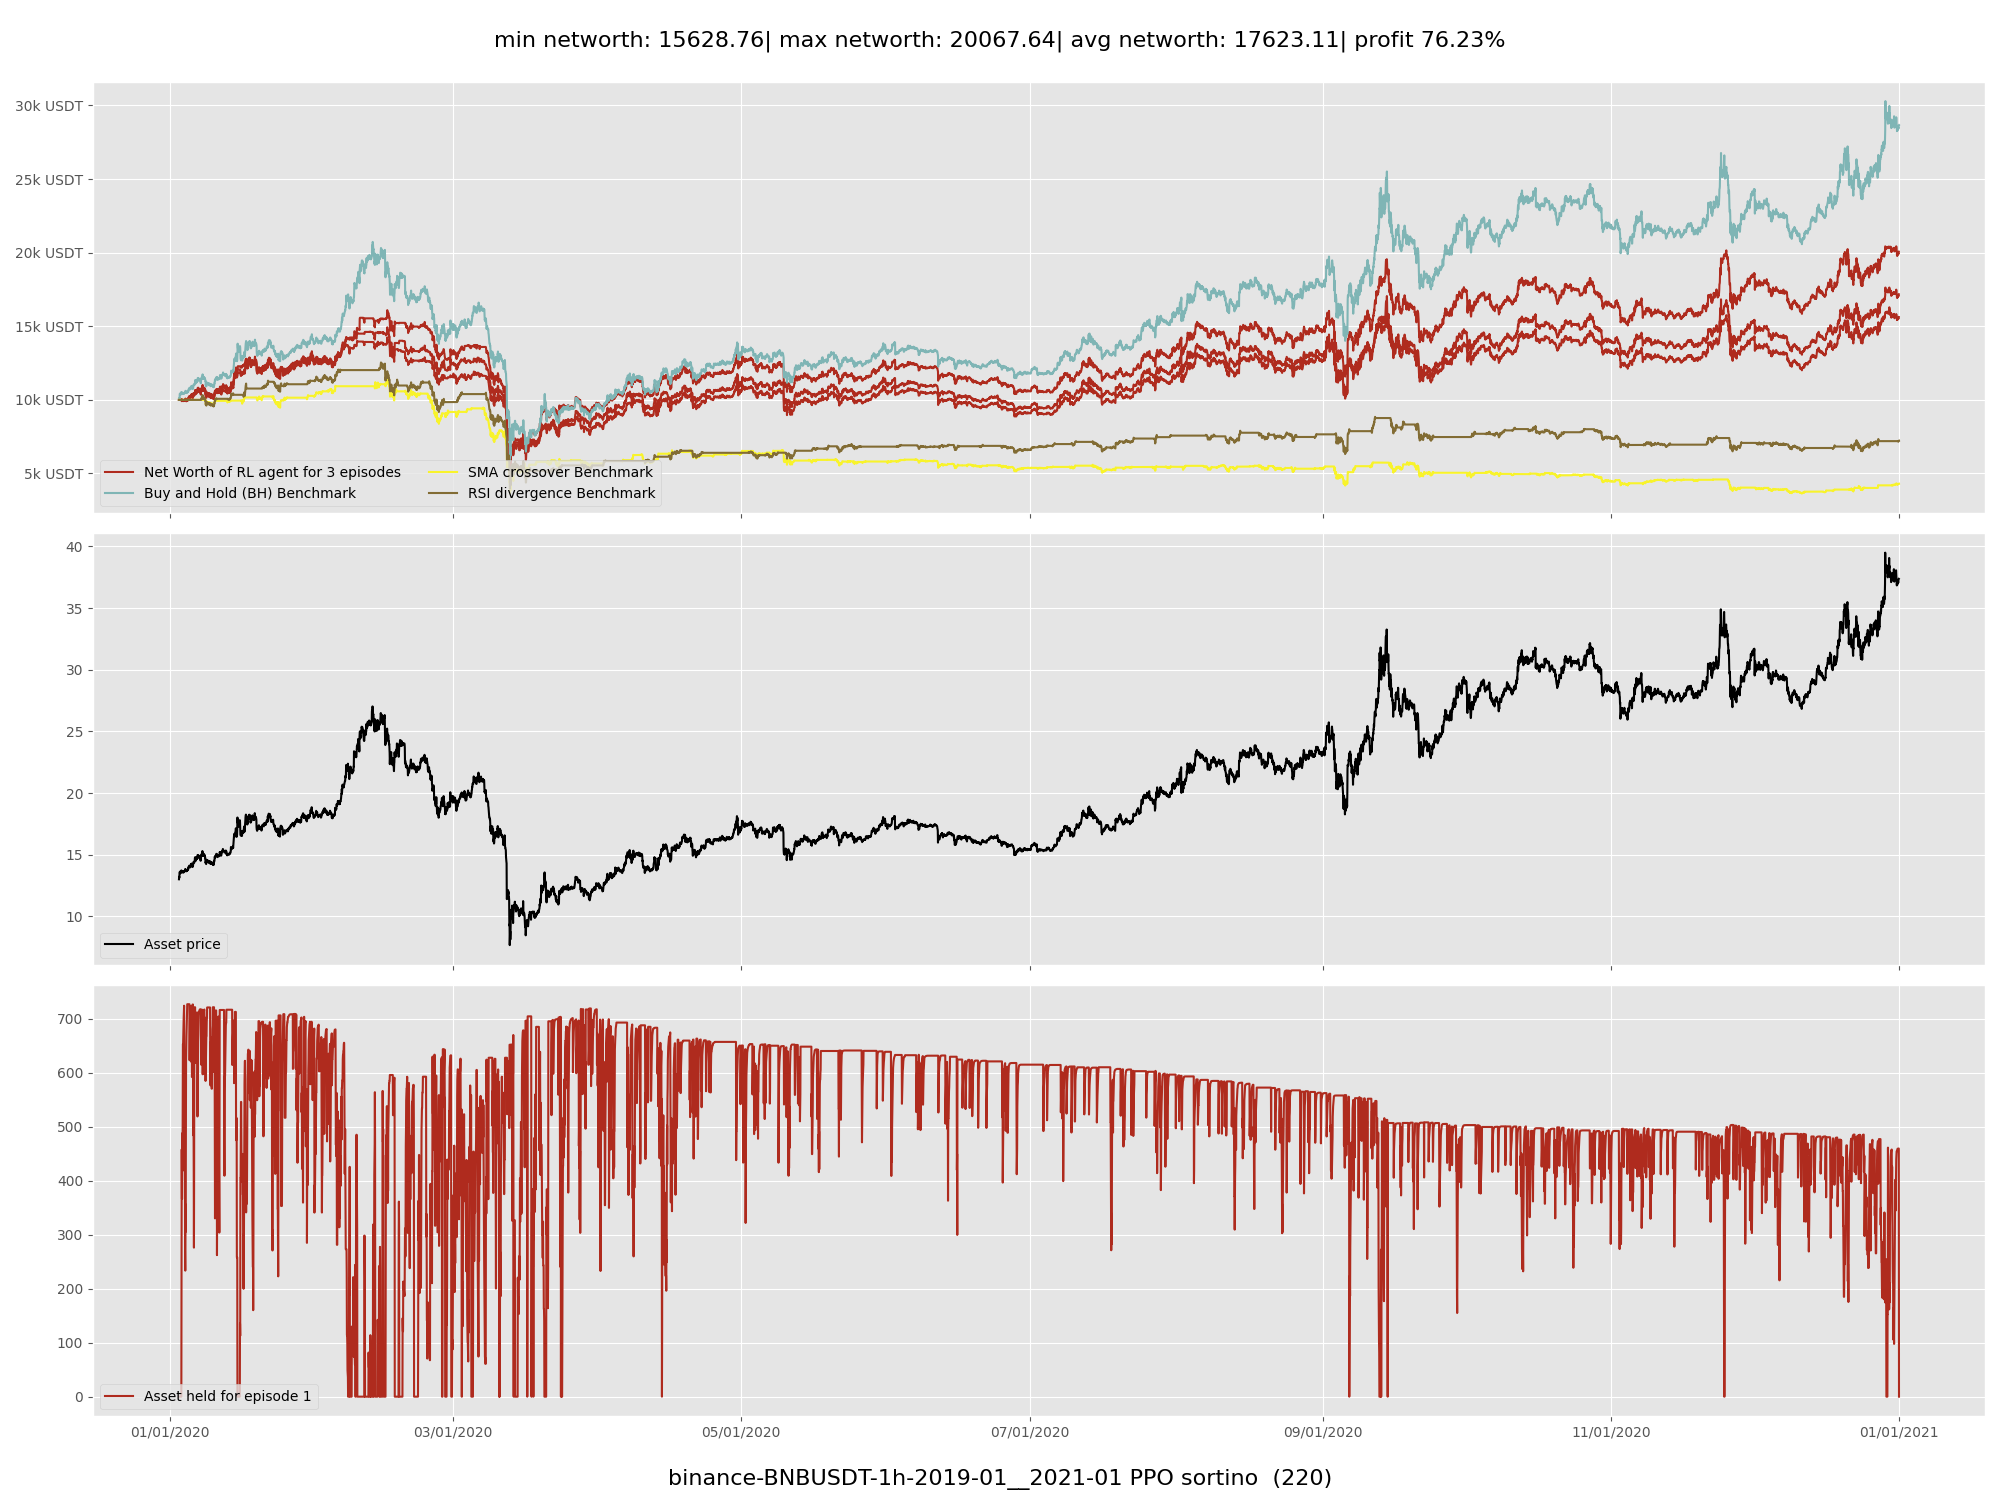 min networth: 15628.76| max networth: 20067.64| avg networth: 17623.11| profit 76.23%
30k USDT
25k USDT
20k USDT
15k USDT
10k USDT
5k USDT
Net Worth of RL agent for 3 episodes
Buy and Hold (BH) Benchmark
SMA crossover Benchmark
RSI divergence Benchmark
40
35
30
25
20
15
10
Asset price
700
600
500
400
300
200
100
0
Asset held for episode 1
01/01/2020 03/01/2020 05/01/2020 07/01/2020 09/01/2020 11/01/2020 01/01/2021
binance-BNBUSDT-1h-2019-01__2021-01 PPO sortino (220)